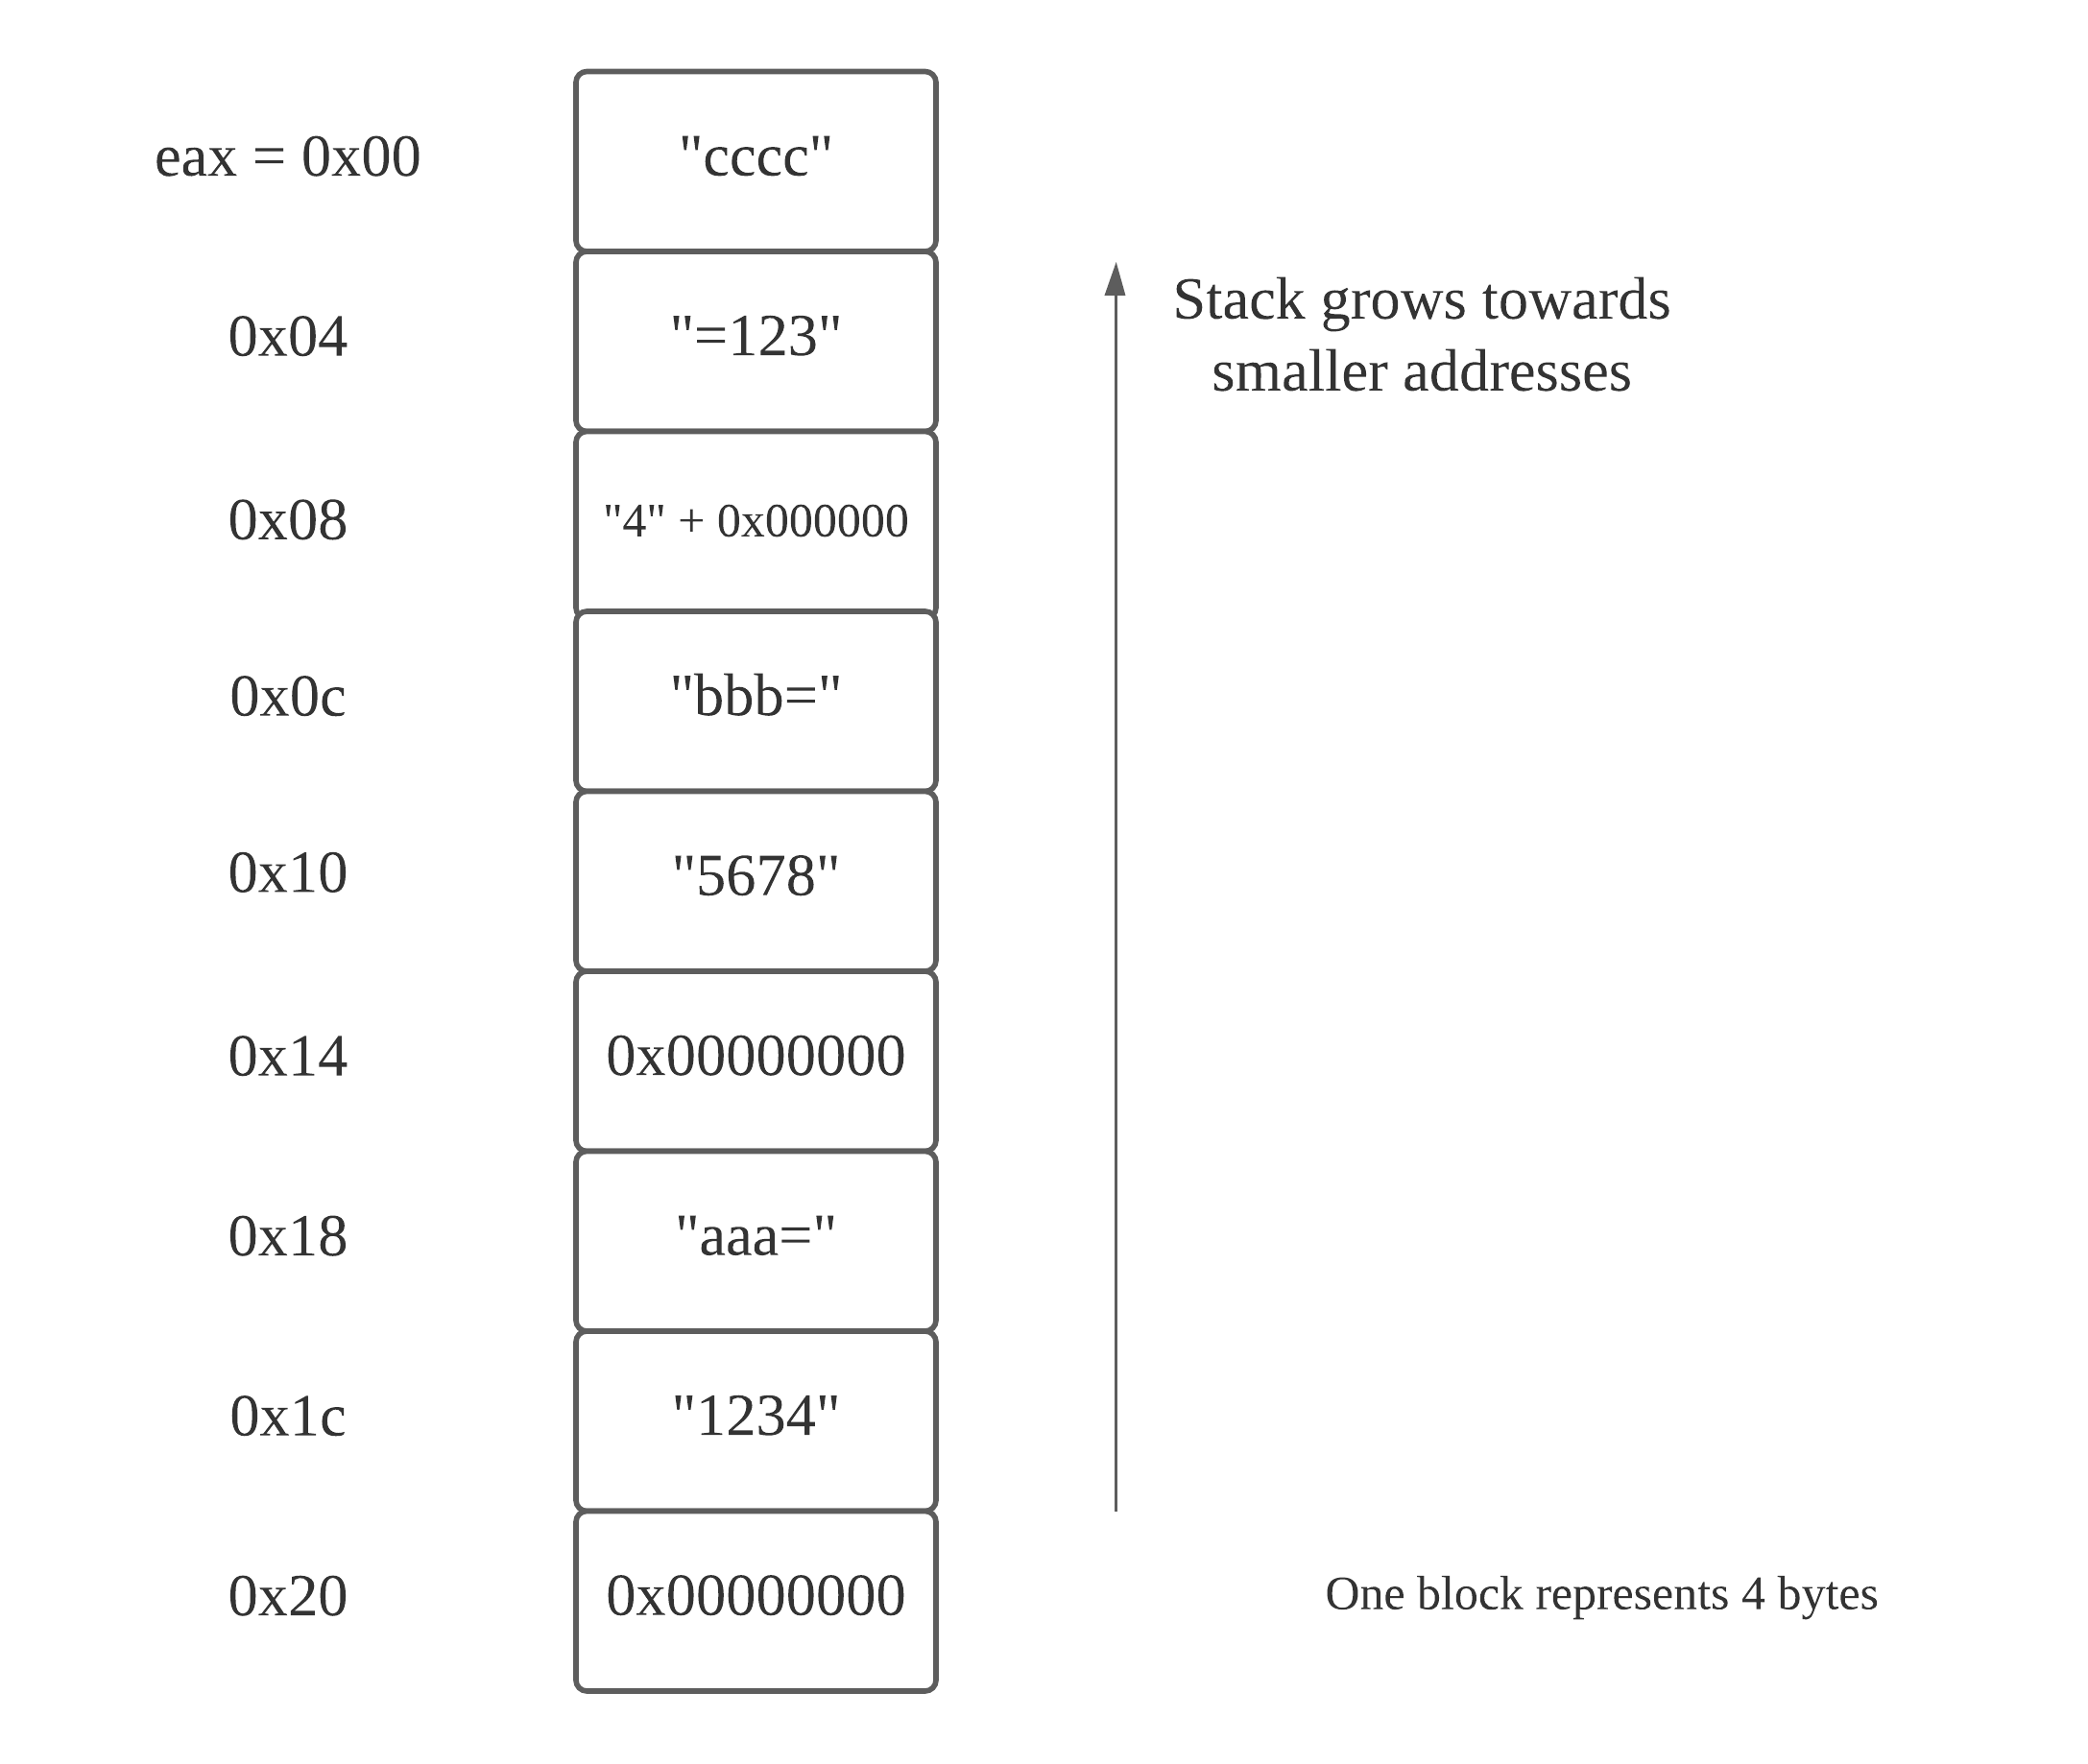 eax = 0x00
"cccc"
0x04
"=123"
Stack grows towards
smaller addresses
0x08
"4" + 0x000000
0x0c
"bbb="
0x10
"5678"
0x14
0x00000000
0x18
"aaa="
0x1c
"1234"
0x20
0x00000000
One block represents 4 bytes